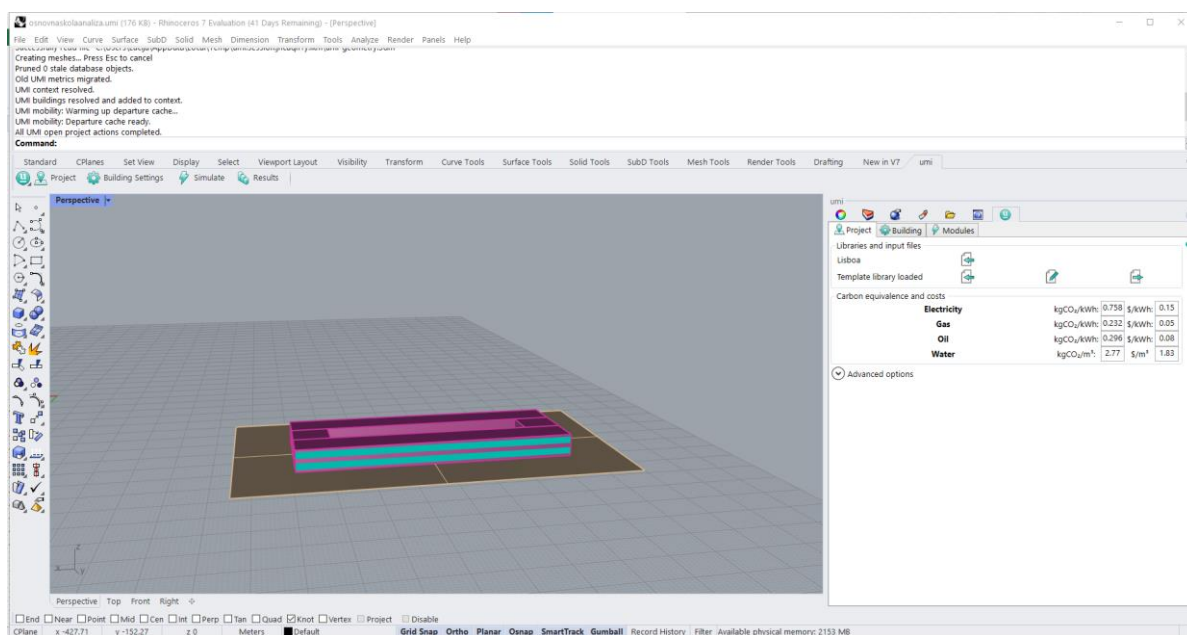 osnovnaskolaanaliza.umi (176 KB) - Rhinoceros 7 Evaluation (41 Days Remaining) - [Perspective]
File Edit View Curve Surface SubD Solid Mesh Dimension Transform Tools Analyze Render Panels Help
Creating meshes... Press Esc to cancel
Pruned 0 stale database objects.
Old UMI metrics migrated.
UMI context resolved.
UMI buildings resolved and added to context.
UMI mobility: Warming up departure cache...
UMI mobility: Departure cache ready.
All UMI open project actions completed.
Command:
Standard CPlanes Set View Display Select Viewport Layout Visibility Transform Curve Tools Surface Tools Solid Tools SubD Tools Mesh Tools Render Tools Drafting New in V7 umi
Project Building Settings Simulate Results
Perspective
umi
Project Building Modules
Libraries and input files
Lisboa
Template library loaded
Carbon equivalence and costs
Electricity kgCO₂/kWh: 0.758 $/kWh: 0.15
Gas kgCO₂/kWh: 0.232 $/kWh: 0.05
Oil kgCO₂/kWh: 0.296 $/kWh: 0.08
Water kgCO₂/m³: 2.77 $/m³ 1.83
Advanced options
z
x y
Perspective Top Front Right
End Near Point Mid Cen Int Perp Tan Quad Knot Vertex Project Disable
CPlane x -427.71 y -152.27 z 0 Meters Default Grid Snap Ortho Planar Osnap SmartTrack Gumball Record History Filter Available physical memory: 2153 MB